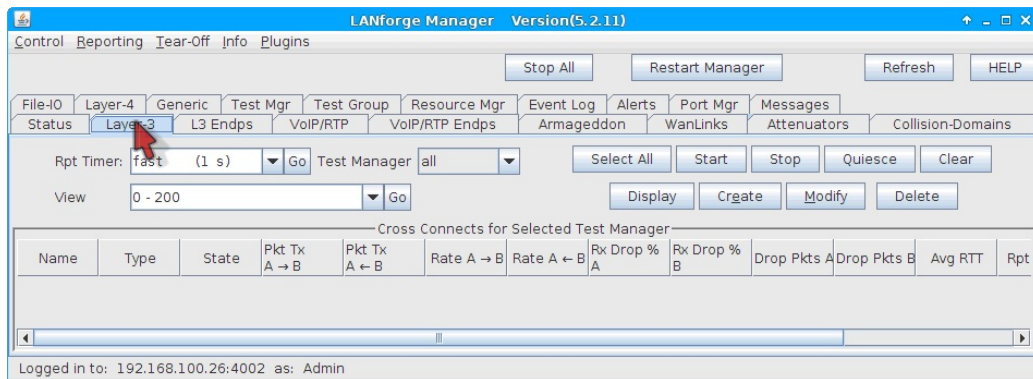 LANforge Manager Version(5.2.11)
Control Reporting Tear-Off Info Plugins
Stop All Restart Manager Refresh HELP
File-IO Layer-4 Generic Test Mgr Test Group Resource Mgr Event Log Alerts Port Mgr Messages
Status Layer-3 L3 Endps VoIP/RTP VoIP/RTP Endps Armageddon WanLinks Attenuators Collision-Domains
Rpt Timer: fast (1 s) Go Test Manager all Select All Start Stop Quiesce Clear
View 0 - 200 Go Display Create Modify Delete
Cross Connects for Selected Test Manager
Name Type State Pkt Tx A → B Pkt Tx A ← B Rate A → B Rate A ← B Rx Drop % A Rx Drop % B Drop Pkts A Drop Pkts B Avg RTT Rpt
Logged in to: 192.168.100.26:4002 as: Admin